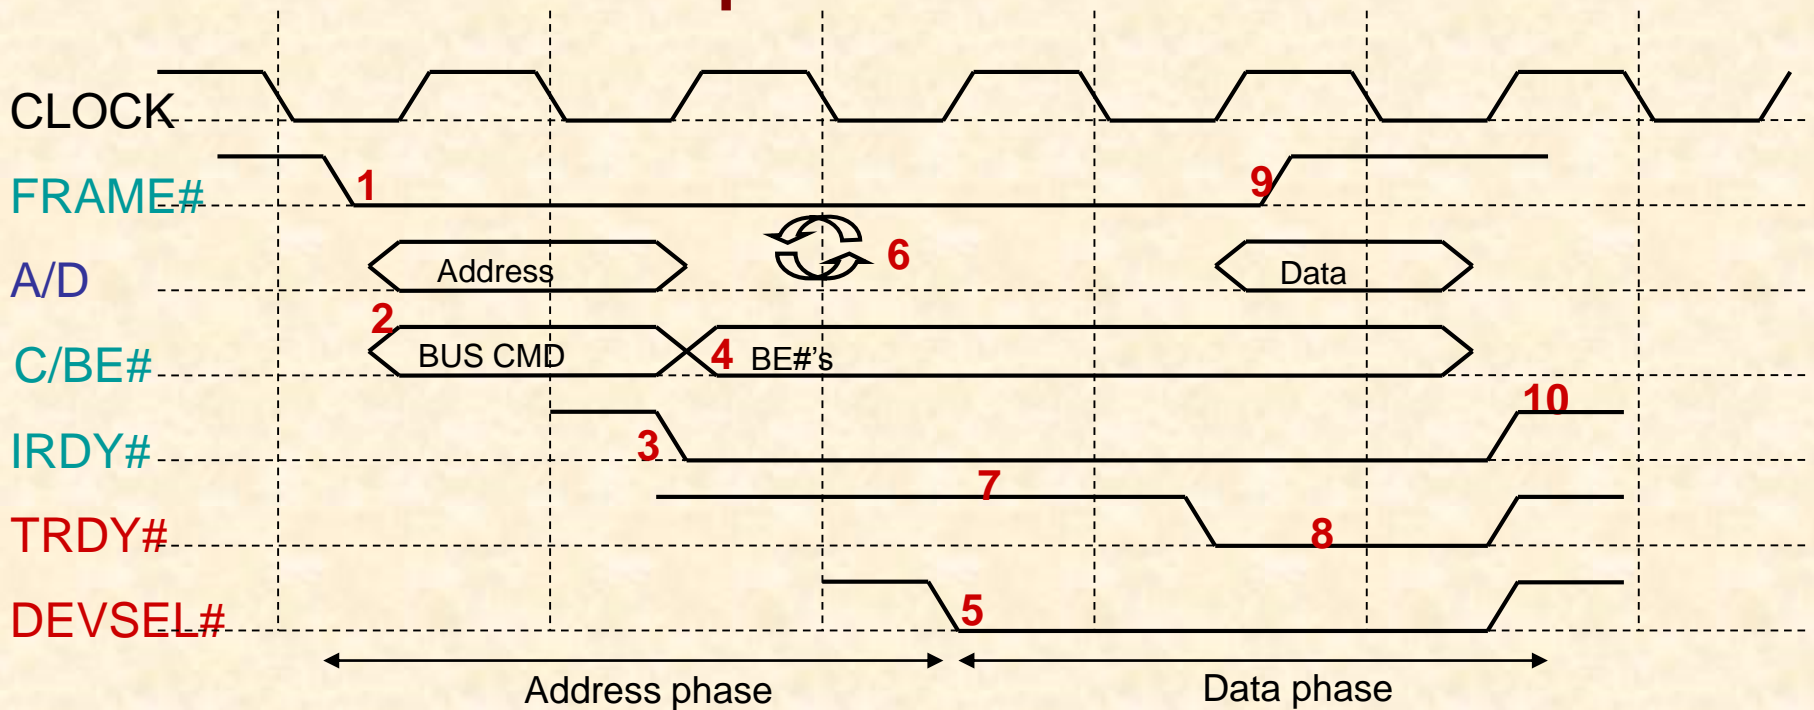 CLOCK
FRAME# 1 9
A/D Address 6 Data
C/BE# 2 BUS CMD 4 BE#'s
IRDY# 3 10
TRDY# 7 8
DEVSEL# 5
Address phase Data phase